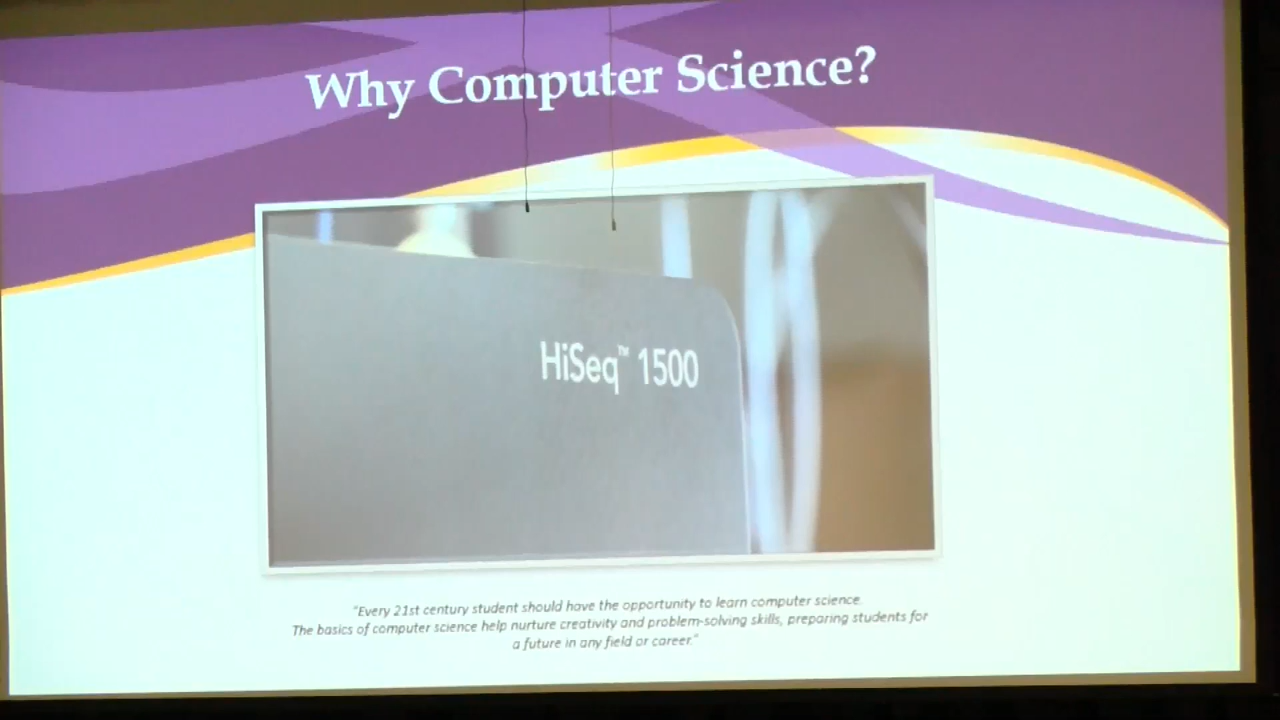 Why Computer Science?
HiSeq™ 1500
"Every 21st century student should have the opportunity to learn computer science.
The basics of computer science help nurture creativity and problem-solving skills, preparing students for
a future in any field or career."